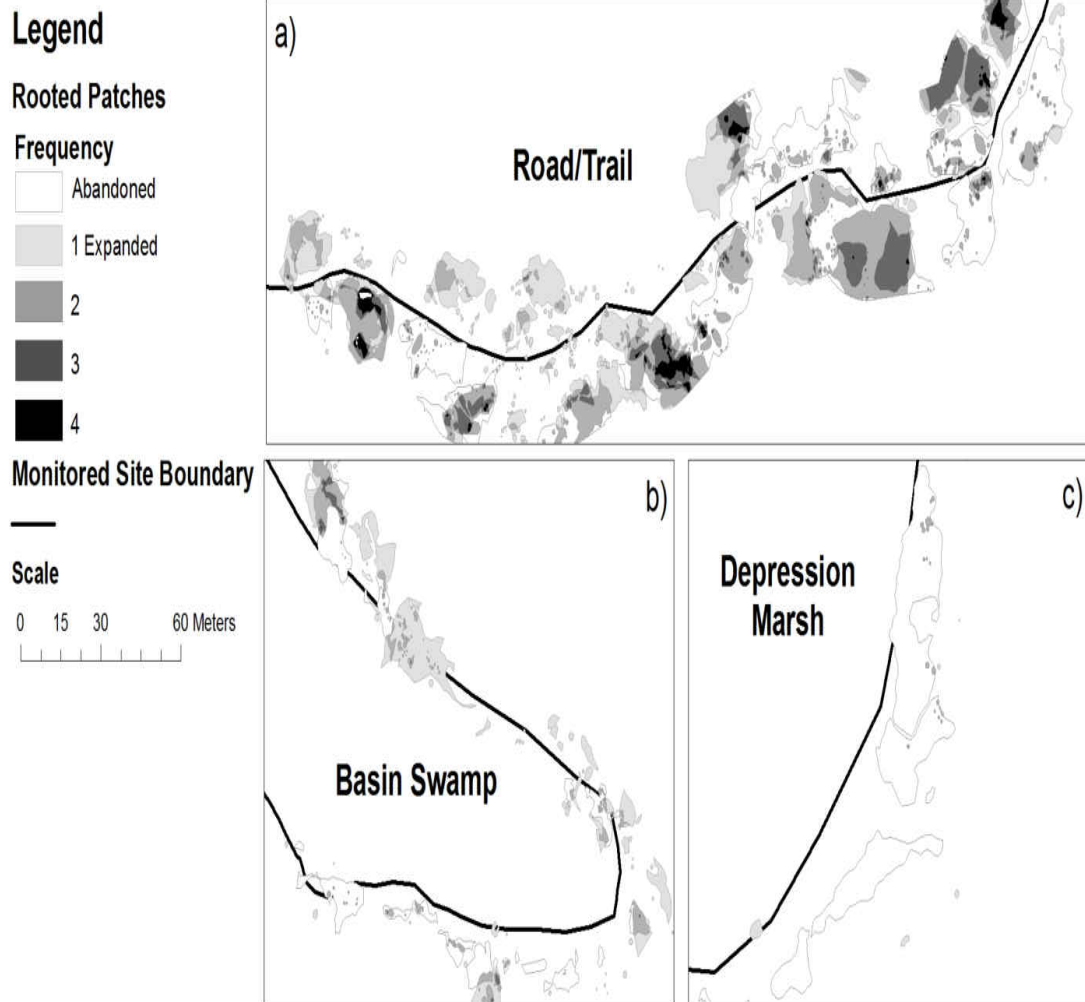 Legend
Rooted Patches
Frequency
Abandoned
1 Expanded
2
3
4
Monitored Site Boundary
Scale
0 15 30 60 Meters
a)
Road/Trail
b)
Basin Swamp
c)
Depression
Marsh